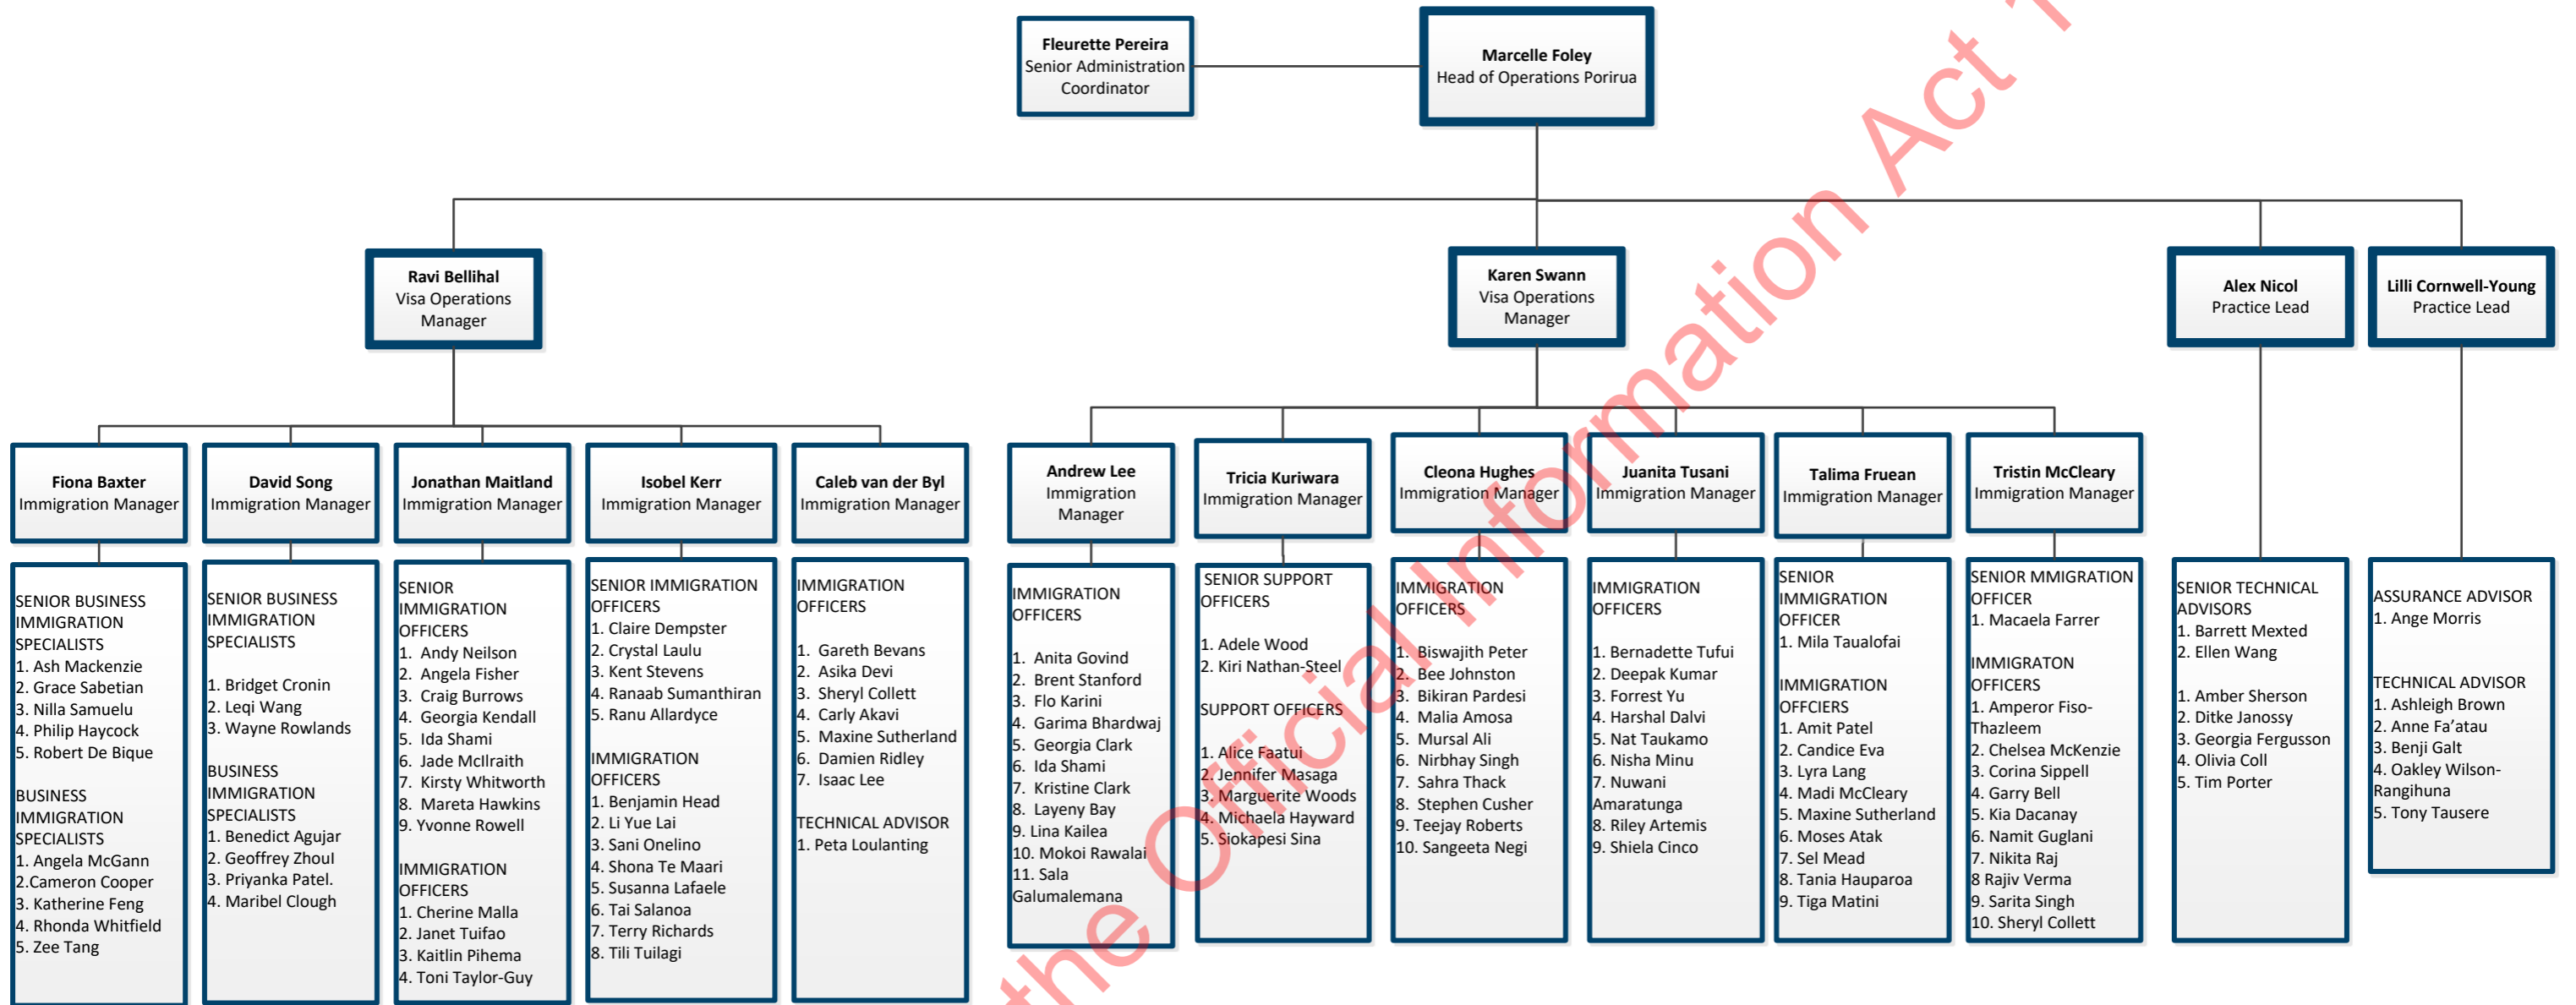 Fleurette Pereira
Senior Administration
Coordinator
Marcelle Foley
Head of Operations Porirua
Ravi Bellihal
Visa Operations
Manager
Karen Swann
Visa Operations
Manager
Alex Nicol
Practice Lead
Lilli Cornwell-Young
Practice Lead
Fiona Baxter
Immigration Manager
David Song
Immigration Manager
Jonathan Maitland
Immigration Manager
Isobel Kerr
Immigration Manager
Caleb van der Byl
Immigration Manager
Andrew Lee
Immigration
Manager
Tricia Kuriwara
Immigration Manager
Cleona Hughes
Immigration Manager
Juanita Tusani
Immigration Manager
Talima Fruean
Immigration Manager
Tristin McCleary
Immigration Manager
SENIOR BUSINESS
IMMIGRATION
SPECIALISTS
1. Ash Mackenzie
2. Grace Sabetian
3. Nilla Samuelu
4. Philip Haycock
5. Robert De Bique
BUSINESS
IMMIGRATION
SPECIALISTS
1. Angela McGann
2.Cameron Cooper
3. Katherine Feng
4. Rhonda Whitfield
5. Zee Tang
SENIOR BUSINESS
IMMIGRATION
SPECIALISTS
1. Bridget Cronin
2. Leqi Wang
3. Wayne Rowlands
BUSINESS
IMMIGRATION
SPECIALISTS
1. Benedict Agujar
2. Geoffrey Zhoul
3. Priyanka Patel.
4. Maribel Clough
SENIOR
IMMIGRATION
OFFICERS
1. Andy Neilson
2. Angela Fisher
3. Craig Burrows
4. Georgia Kendall
5. Ida Shami
6. Jade McIlraith
7. Kirsty Whitworth
8. Mareta Hawkins
9. Yvonne Rowell
IMMIGRATION
OFFICERS
1. Cherine Malla
2. Janet Tuifao
3. Kaitlin Pihema
4. Toni Taylor-Guy
SENIOR IMMIGRATION
OFFICERS
1. Claire Dempster
2. Crystal Laulu
3. Kent Stevens
4. Ranaab Sumanthiran
5. Ranu Allardyce
IMMIGRATION
OFFICERS
1. Benjamin Head
2. Li Yue Lai
3. Sani Onelino
4. Shona Te Maari
5. Susanna Lafaele
6. Tai Salanoa
7. Terry Richards
8. Tili Tuilagi
IMMIGRATION
OFFICERS
1. Gareth Bevans
2. Asika Devi
3. Sheryl Collett
4. Carly Akavi
5. Maxine Sutherland
6. Damien Ridley
7. Isaac Lee
TECHNICAL ADVISOR
1. Peta Loulanting
IMMIGRATION
OFFICERS
1. Anita Govind
2. Brent Stanford
3. Flo Karini
4. Garima Bhardwaj
5. Georgia Clark
6. Ida Shami
7. Kristine Clark
8. Layeny Bay
9. Lina Kailea
10. Mokoi Rawalai
11. Sala
Galumalemana
SENIOR SUPPORT
OFFICERS
1. Adele Wood
2. Kiri Nathan-Steel
SUPPORT OFFICERS
1. Alice Faatui
2. Jennifer Masaga
3. Marguerite Woods
4. Michaela Hayward
5. Siokapesi Sina
IMMIGRATION
OFFICERS
1. Biswajith Peter
2. Bee Johnston
3. Bikiran Pardesi
4. Malia Amosa
5. Mursal Ali
6. Nirbhay Singh
7. Sahra Thack
8. Stephen Cusher
9. Teejay Roberts
10. Sangeeta Negi
IMMIGRATION
OFFICERS
1. Bernadette Tufui
2. Deepak Kumar
3. Forrest Yu
4. Harshal Dalvi
5. Nat Taukamo
6. Nisha Minu
7. Nuwani
Amaratunga
8. Riley Artemis
9. Shiela Cinco
SENIOR
IMMIGRATION
OFFICER
1. Mila Taualofai
IMMIGRATION
OFFCIERS
1. Amit Patel
2. Candice Eva
3. Lyra Lang
4. Madi McCleary
5. Maxine Sutherland
6. Moses Atak
7. Sel Mead
8. Tania Hauparoa
9. Tiga Matini
SENIOR MMIGRATION
OFFICER
1. Macaela Farrer
IMMIGRATON
OFFICERS
1. Amperor Fiso-
Thazleem
2. Chelsea McKenzie
3. Corina Sippell
4. Garry Bell
5. Kia Dacanay
6. Namit Guglani
7. Nikita Raj
8 Rajiv Verma
9. Sarita Singh
10. Sheryl Collett
SENIOR TECHNICAL
ADVISORS
1. Barrett Mexted
2. Ellen Wang
1. Amber Sherson
2. Ditke Janossy
3. Georgia Fergusson
4. Olivia Coll
5. Tim Porter
ASSURANCE ADVISOR
1. Ange Morris
TECHNICAL ADVISOR
1. Ashleigh Brown
2. Anne Fa’atau
3. Benji Galt
4. Oakley Wilson-
Rangihuna
5. Tony Tausere
the Official Information Act